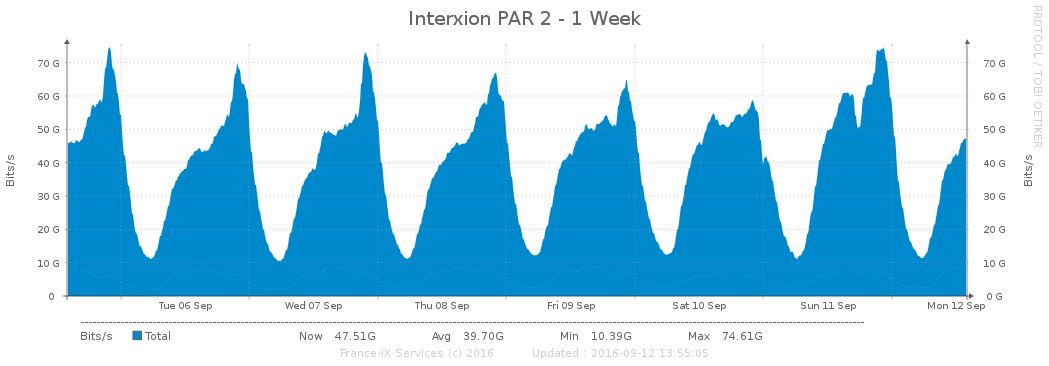 Interxion PAR 2 - 1 Week
RRDTOOL / TOBI OETIKER
Bits/s
70 G
60 G
50 G
40 G
30 G
20 G
10 G
0
70 G
60 G
50 G
40 G
30 G
20 G
10 G
0 G
Bits/s
Tue 06 Sep Wed 07 Sep Thu 08 Sep Fri 09 Sep Sat 10 Sep Sun 11 Sep Mon 12 Sep
Bits/s Total Now 47.51G Avg 39.70G Min 10.39G Max 74.61G
France-IX Services (c) 2016 Updated : 2016-09-12 13:55:05